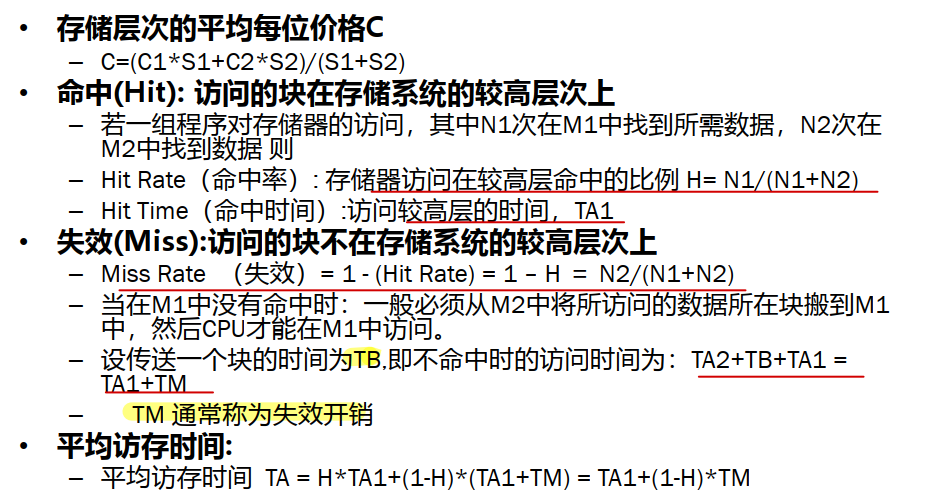 • 存储层次的平均每位价格C
– C=(C1*S1+C2*S2)/(S1+S2)
• 命中(Hit): 访问的块在存储系统的较高层次上
– 若一组程序对存储器的访问，其中N1次在M1中找到所需数据，N2次在
M2中找到数据 则
– Hit Rate（命中率）: 存储器访问在较高层命中的比例 H= N1/(N1+N2)
– Hit Time（命中时间）:访问较高层的时间，TA1
• 失效(Miss):访问的块不在存储系统的较高层次上
– Miss Rate （失效）= 1 - (Hit Rate) = 1 – H = N2/(N1+N2)
– 当在M1中没有命中时：一般必须从M2中将所访问的数据所在块搬到M1
中，然后CPU才能在M1中访问。
– 设传送一个块的时间为TB,即不命中时的访问时间为：TA2+TB+TA1 =
TA1+TM
– TM 通常称为失效开销
• 平均访存时间:
– 平均访存时间 TA = H*TA1+(1-H)*(TA1+TM) = TA1+(1-H)*TM